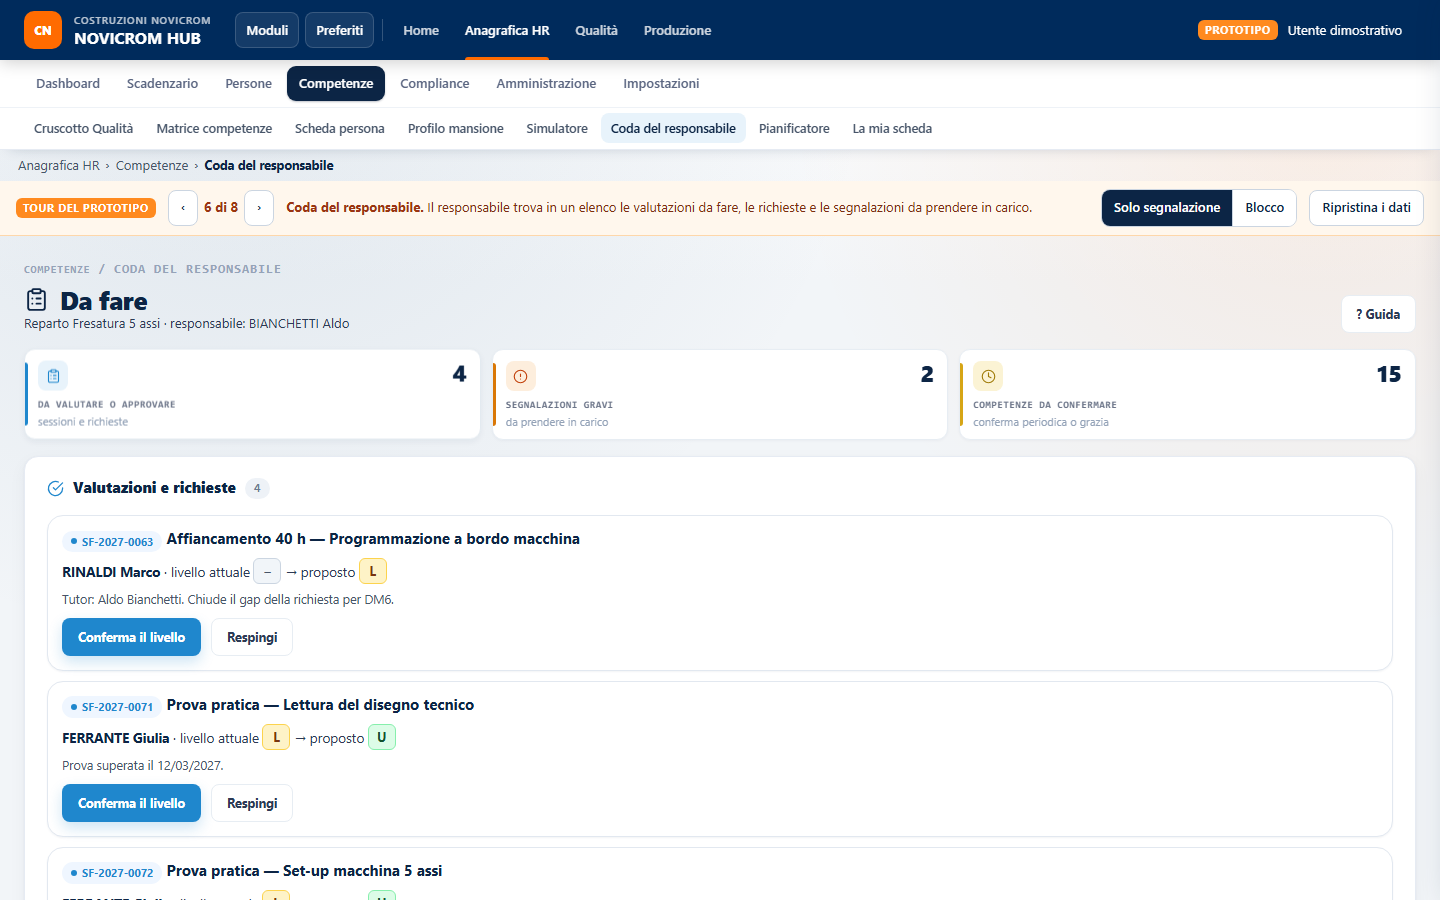 CN
COSTRUZIONI NOVICROM
NOVICROM HUB
Moduli
Preferiti
Home
Anagrafica HR
Qualità
Produzione
PROTOTIPO
Utente dimostrativo
Dashboard
Scadenzario
Persone
Competenze
Compliance
Amministrazione
Impostazioni
Cruscotto Qualità
Matrice competenze
Scheda persona
Profilo mansione
Simulatore
Coda del responsabile
Pianificatore
La mia scheda
Anagrafica HR › Competenze › Coda del responsabile
TOUR DEL PROTOTIPO
‹ 6 di 8 ›
Coda del responsabile. Il responsabile trova in un elenco le valutazioni da fare, le richieste e le segnalazioni da prendere in carico.
Solo segnalazione
Blocco
Ripristina i dati
COMPETENZE / CODA DEL RESPONSABILE
Da fare
Reparto Fresatura 5 assi · responsabile: BIANCHETTI Aldo
? Guida
4
DA VALUTARE O APPROVARE
sessioni e richieste
2
SEGNALAZIONI GRAVI
da prendere in carico
15
COMPETENZE DA CONFERMARE
conferma periodica o grazia
Valutazioni e richieste 4
SF-2027-0063 Affiancamento 40 h — Programmazione a bordo macchina
RINALDI Marco · livello attuale – → proposto L
Tutor: Aldo Bianchetti. Chiude il gap della richiesta per DM6.
Conferma il livello
Respingi
SF-2027-0071 Prova pratica — Lettura del disegno tecnico
FERRANTE Giulia · livello attuale L → proposto U
Prova superata il 12/03/2027.
Conferma il livello
Respingi
SF-2027-0072 Prova pratica — Set-up macchina 5 assi